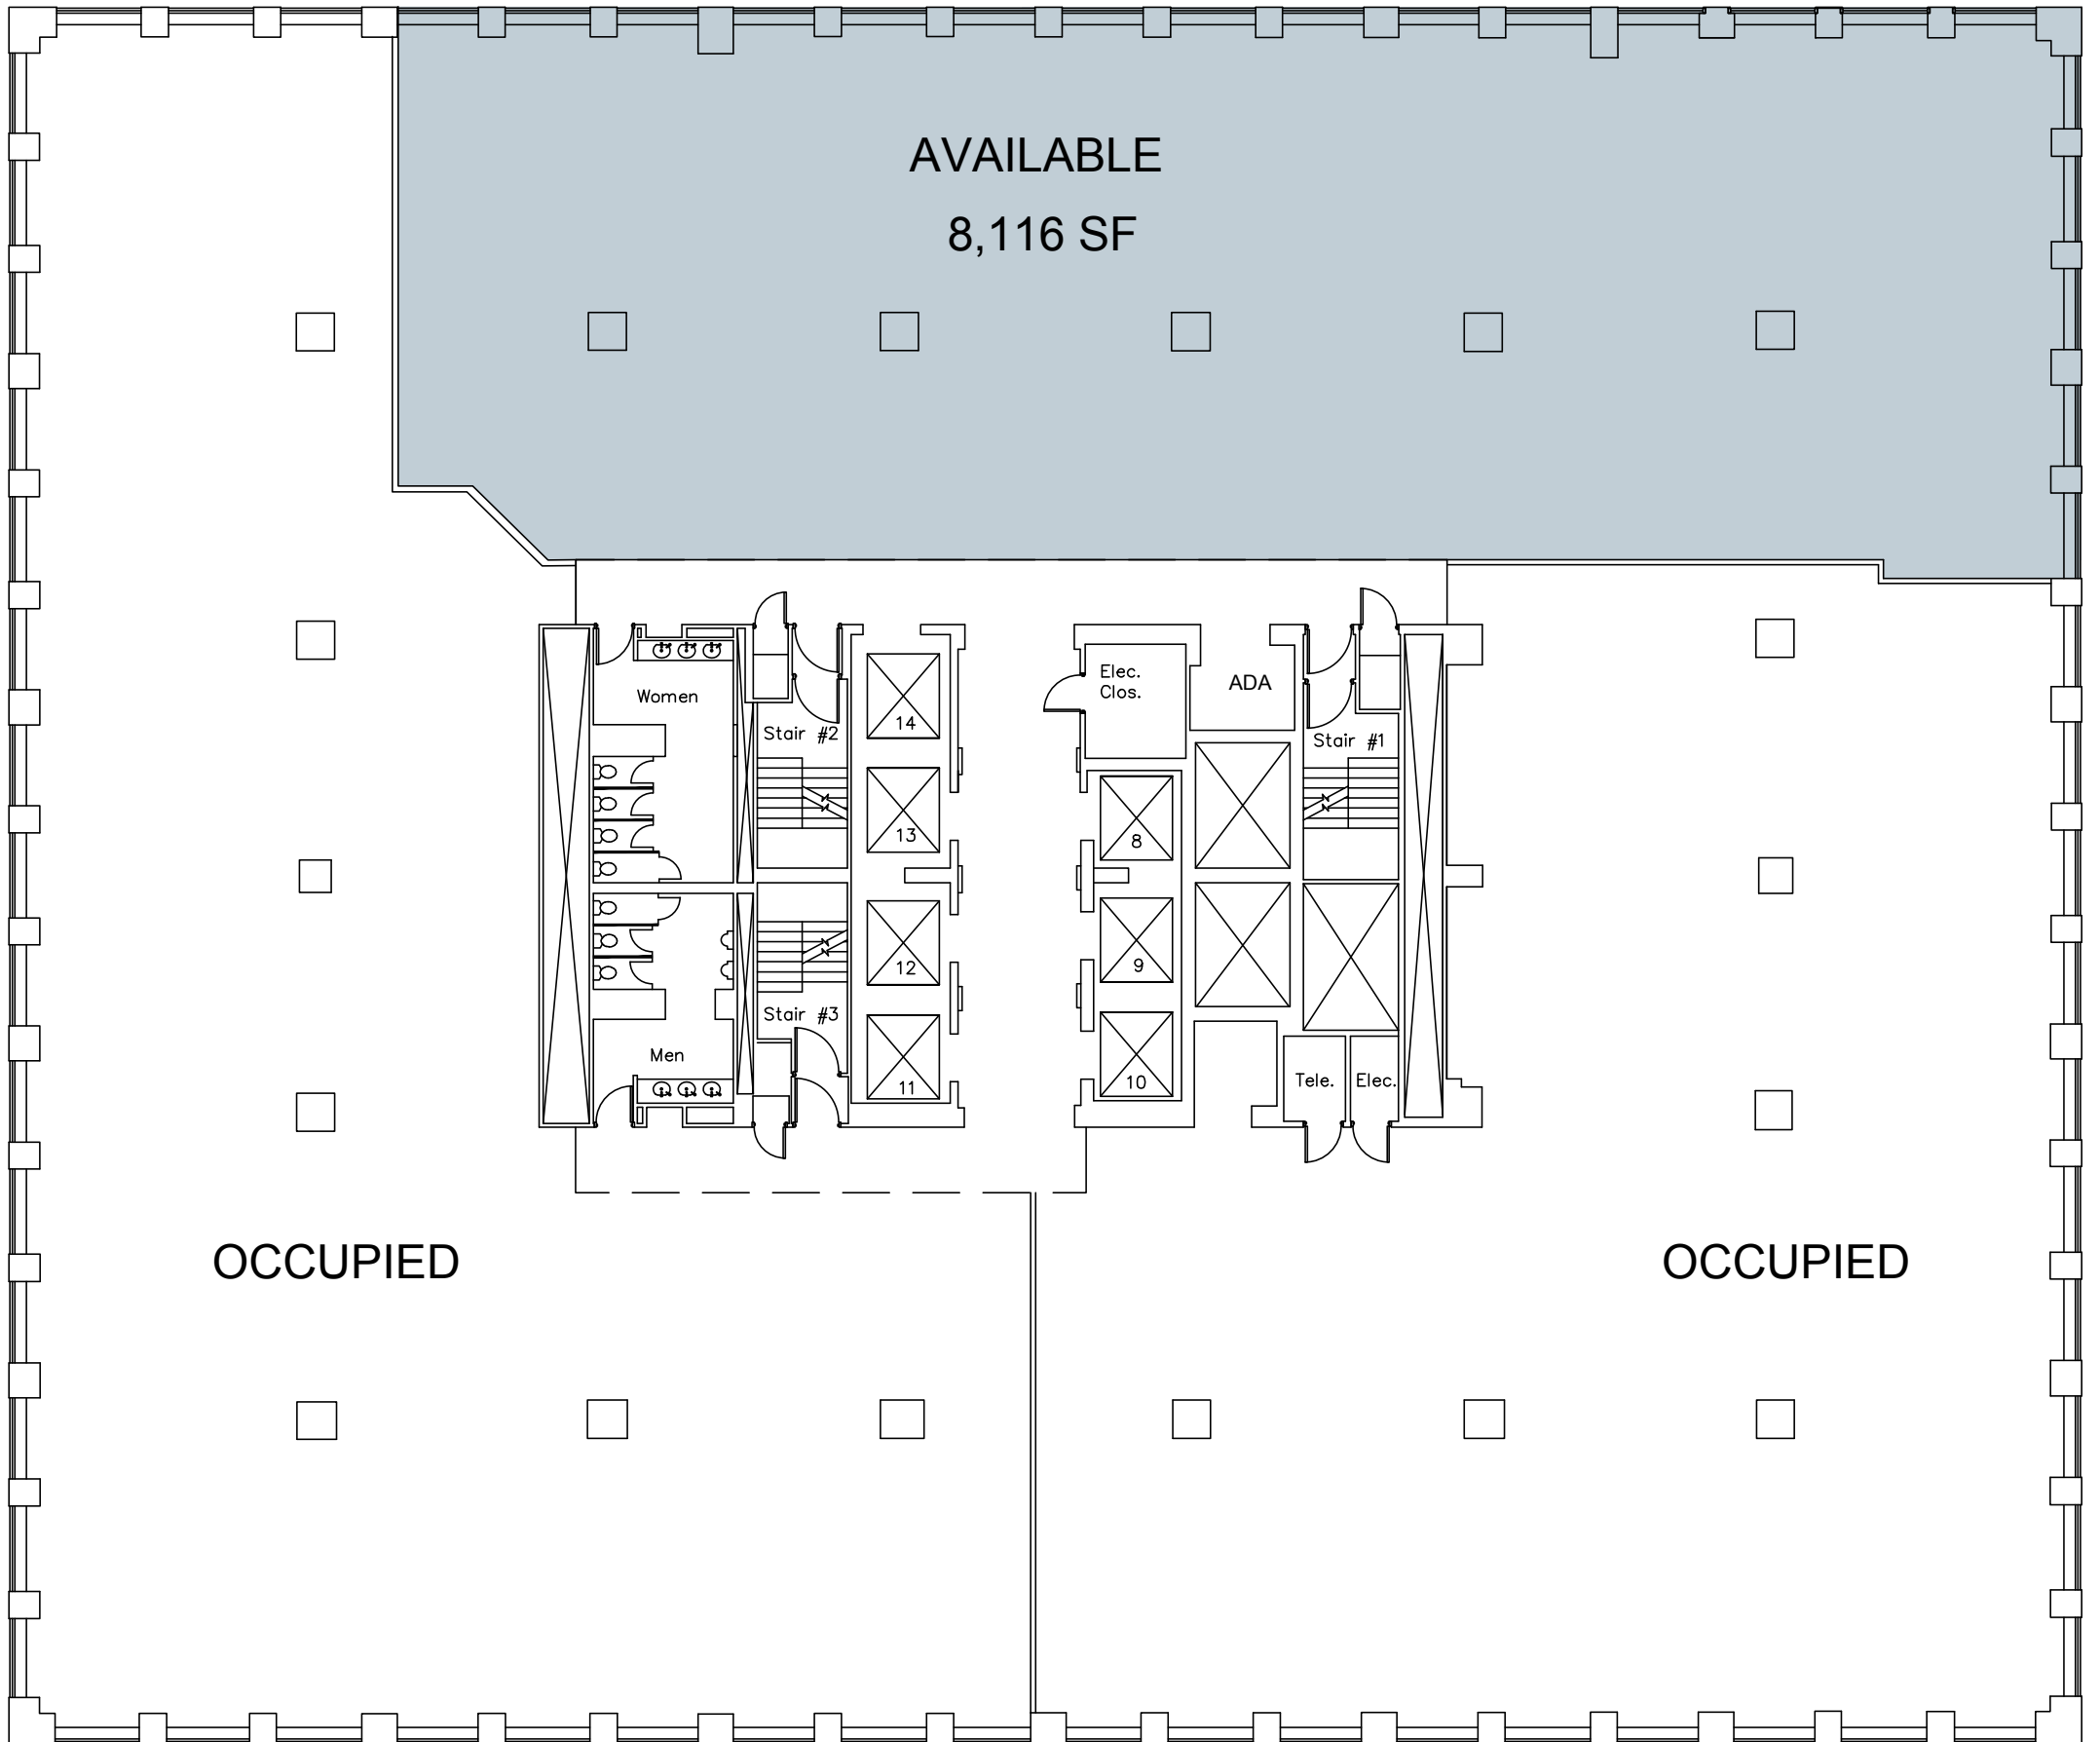 AVAILABLE
8,116 SF
Elec.
Clos.
ADA
Women
14
Stair #2
Stair #1
13
8
12
9
Stair #3
Men
11
10
Tele.
Elec.
OCCUPIED
OCCUPIED